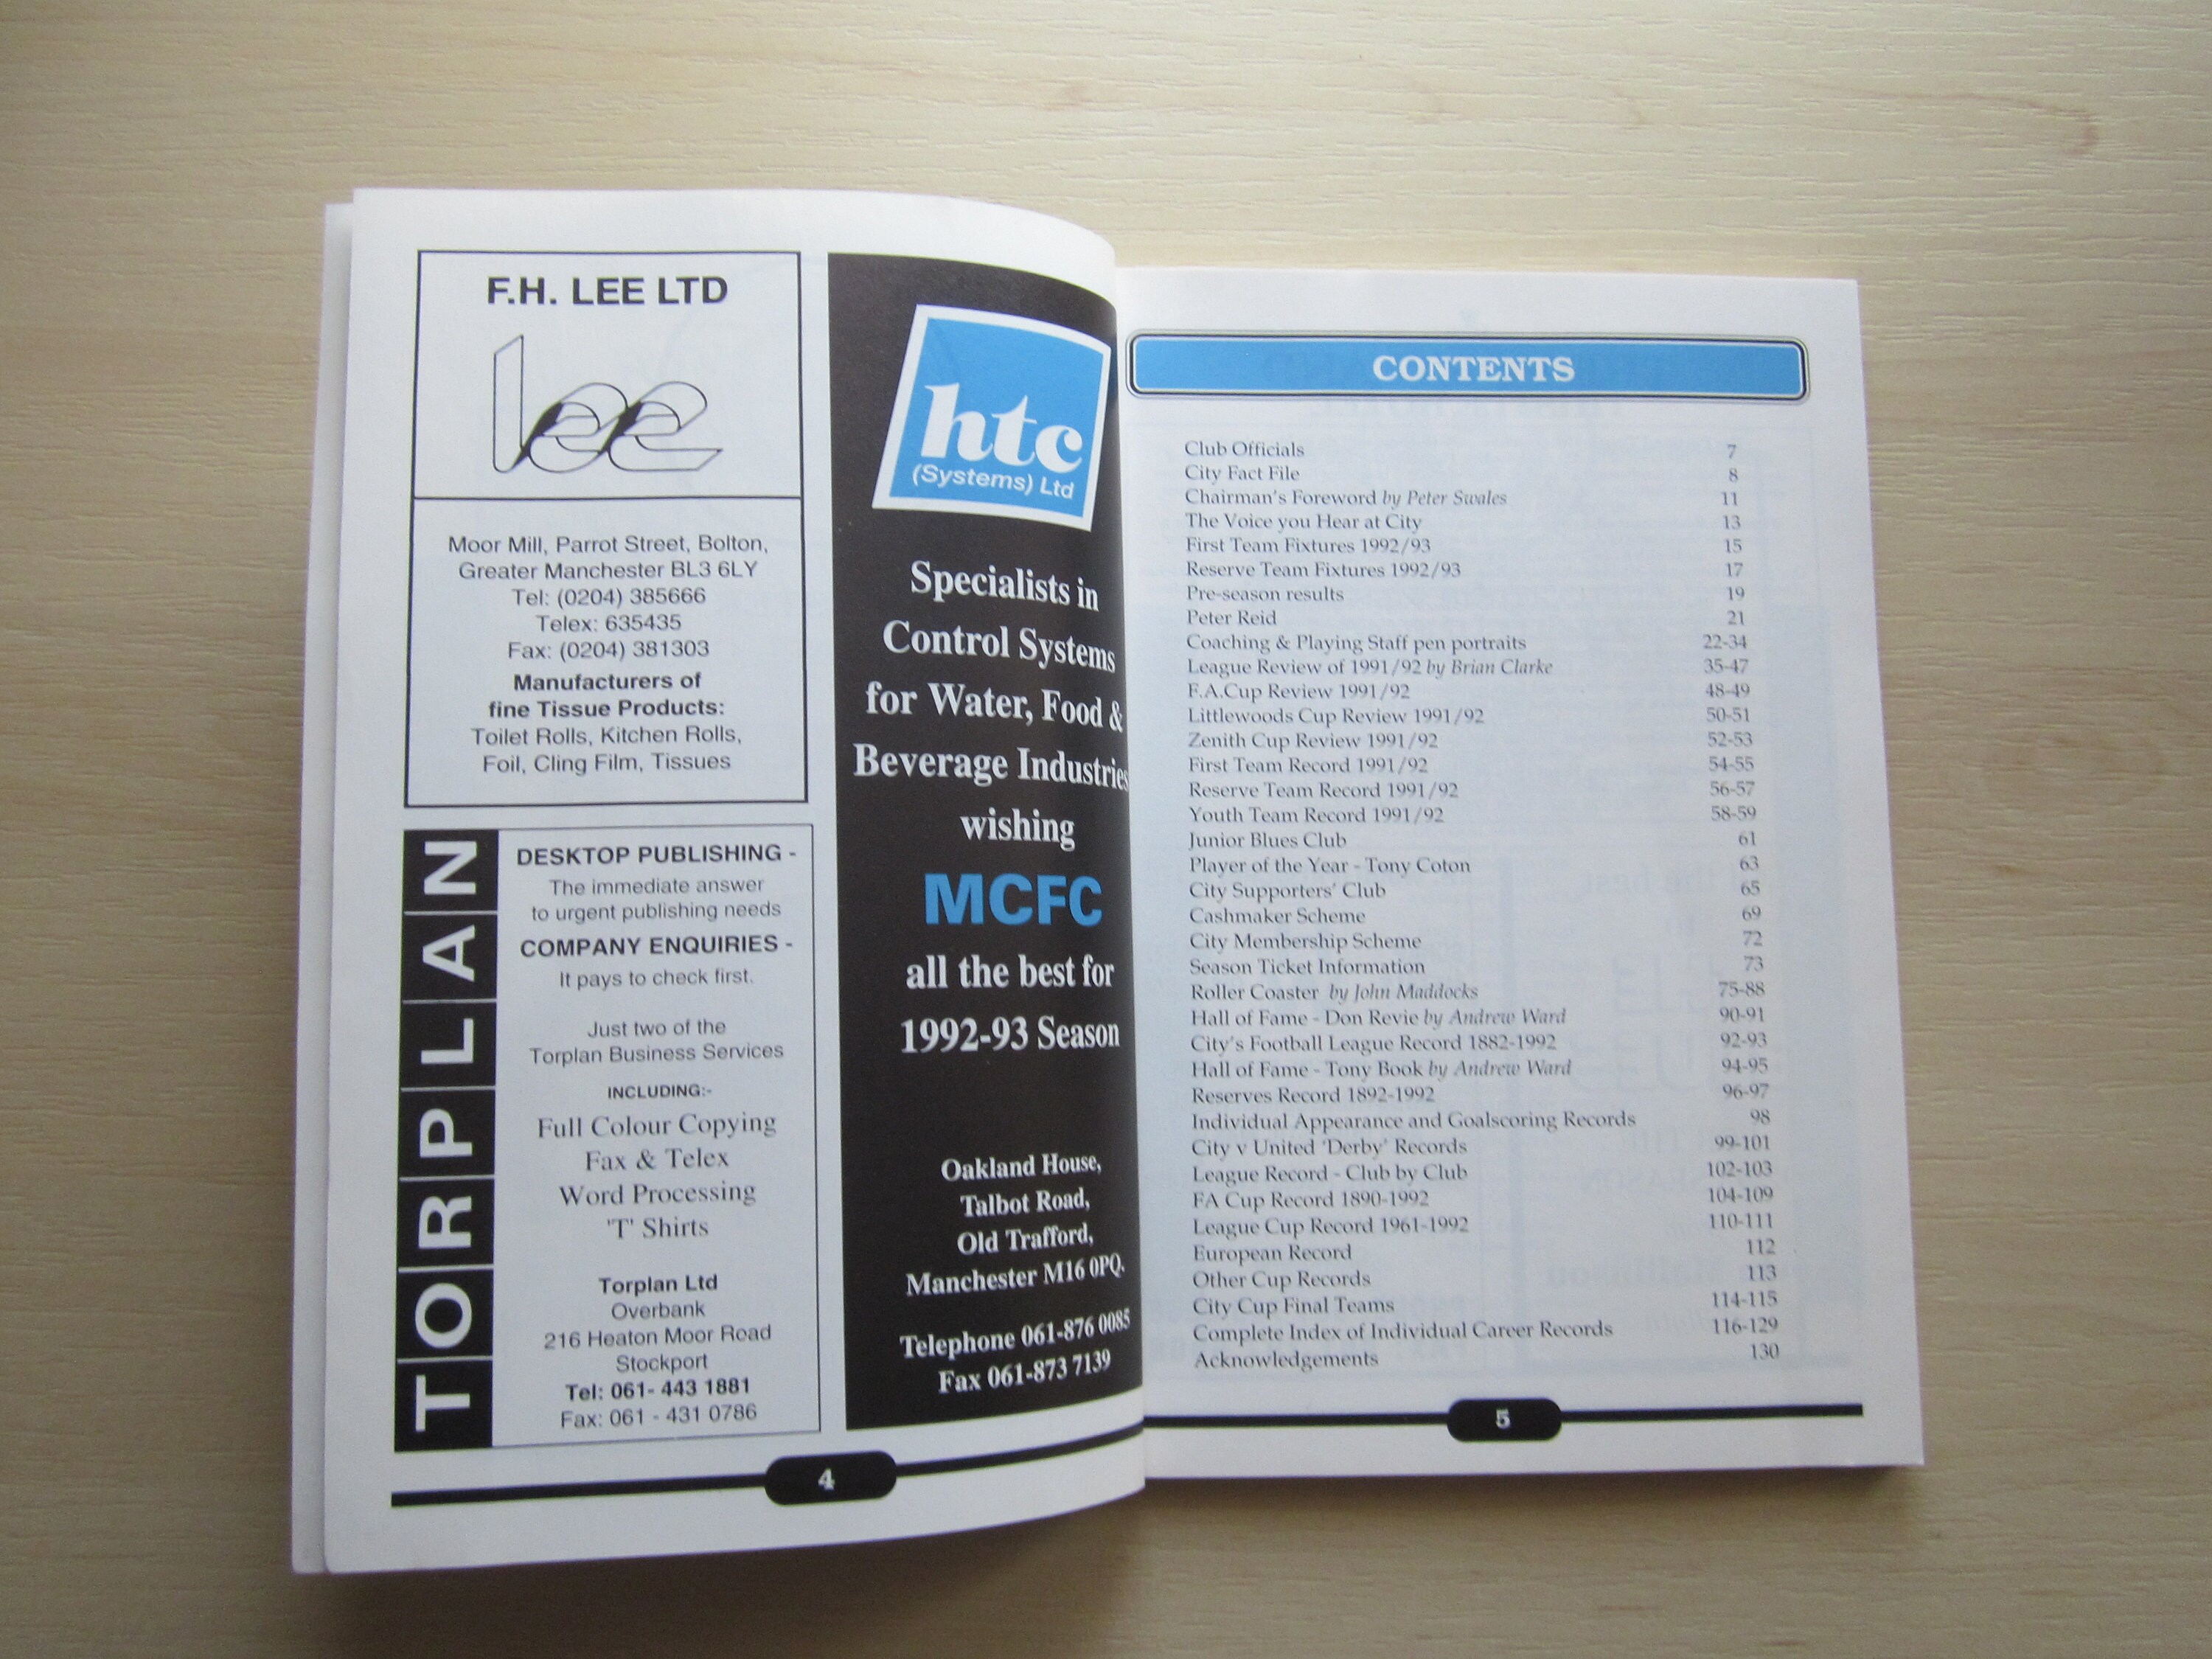 F.H. LEE LTD
lee
Moor Mill, Parrot Street, Bolton,
Greater Manchester BL3 6LY
Tel: (0204) 385666
Telex: 635435
Fax: (0204) 381303
Manufacturers of
fine Tissue Products:
Toilet Rolls, Kitchen Rolls,
Foil, Cling Film, Tissues
TORPLAN
DESKTOP PUBLISHING -
The immediate answer
to urgent publishing needs
COMPANY ENQUIRIES -
It pays to check first.
Just two of the
Torplan Business Services
INCLUDING:-
Full Colour Copying
Fax & Telex
Word Processing
'T' Shirts
Torplan Ltd
Overbank
216 Heaton Moor Road
Stockport
Tel: 061- 443 1881
Fax: 061 - 431 0786
htc
(Systems) Ltd
Specialists in
Control Systems
for Water, Food &
Beverage Industries
wishing
MCFC
all the best for
1992-93 Season
Oakland House,
Talbot Road,
Old Trafford,
Manchester M16 0PQ.
Telephone 061-876 0085
Fax 061-873 7139
4
CONTENTS
Club Officials 7
City Fact File 8
Chairman's Foreword by Peter Swales 11
The Voice you Hear at City 13
First Team Fixtures 1992/93 15
Reserve Team Fixtures 1992/93 17
Pre-season results 19
Peter Reid 21
Coaching & Playing Staff pen portraits 22-34
League Review of 1991/92 by Brian Clarke 35-47
F.A.Cup Review 1991/92 48-49
Littlewoods Cup Review 1991/92 50-51
Zenith Cup Review 1991/92 52-53
First Team Record 1991/92 54-55
Reserve Team Record 1991/92 56-57
Youth Team Record 1991/92 58-59
Junior Blues Club 61
Player of the Year - Tony Coton 63
City Supporters' Club 65
Cashmaker Scheme 69
City Membership Scheme 72
Season Ticket Information 73
Roller Coaster by John Maddocks 75-88
Hall of Fame - Don Revie by Andrew Ward 90-91
City's Football League Record 1882-1992 92-93
Hall of Fame - Tony Book by Andrew Ward 94-95
Reserves Record 1892-1992 96-97
Individual Appearance and Goalscoring Records 98
City v United 'Derby' Records 99-101
League Record - Club by Club 102-103
FA Cup Record 1890-1992 104-109
League Cup Record 1961-1992 110-111
European Record 112
Other Cup Records 113
City Cup Final Teams 114-115
Complete Index of Individual Career Records 116-129
Acknowledgements 130
5